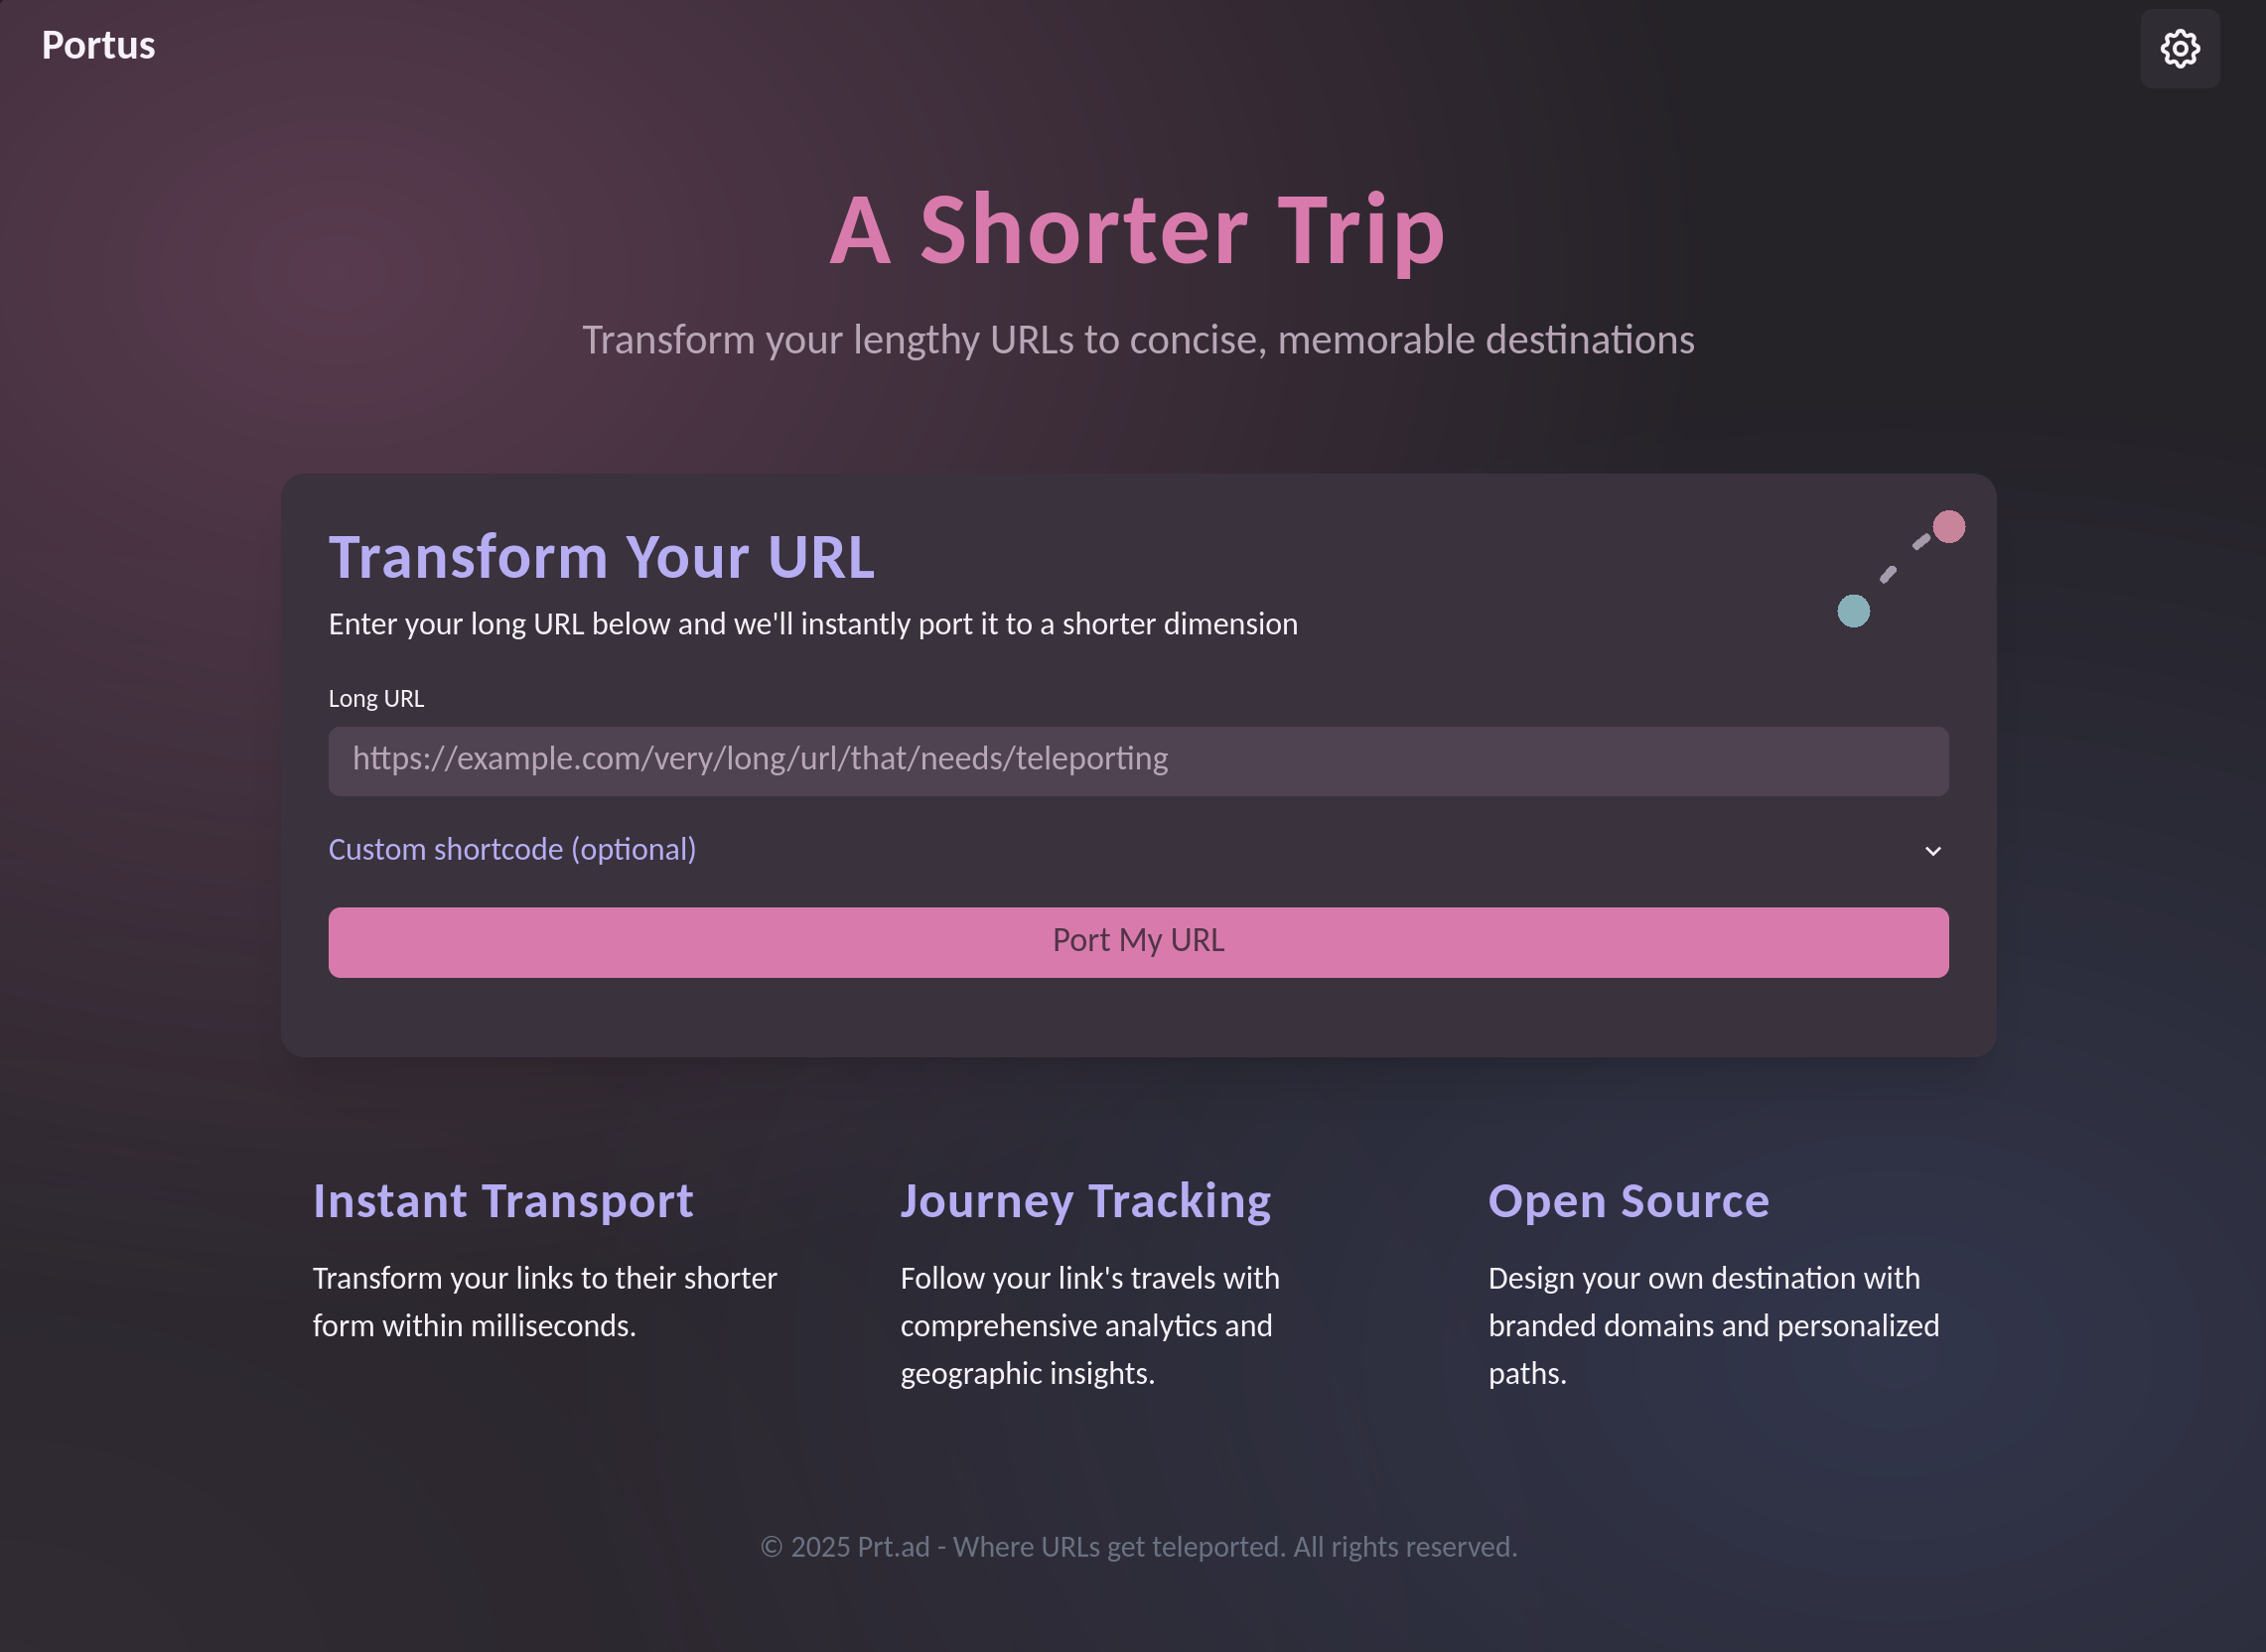 Portus
A Shorter Trip
Transform your lengthy URLs to concise, memorable destinations
Transform Your URL
Enter your long URL below and we'll instantly port it to a shorter dimension
Long URL
https://example.com/very/long/url/that/needs/teleporting
Custom shortcode (optional)
Port My URL
Instant Transport
Transform your links to their shorter
form within milliseconds.
Journey Tracking
Follow your link's travels with
comprehensive analytics and
geographic insights.
Open Source
Design your own destination with
branded domains and personalized
paths.
© 2025 Prt.ad - Where URLs get teleported. All rights reserved.